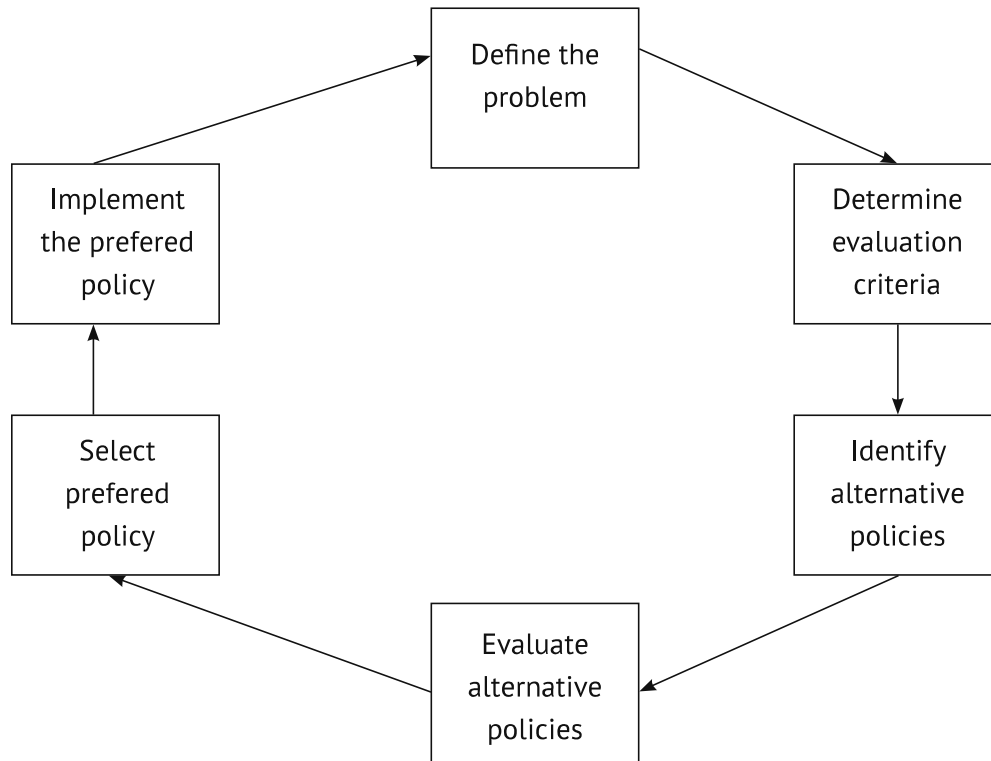 Define the
problem
Determine
evaluation
criteria
Identify
alternative
policies
Evaluate
alternative
policies
Select
prefered
policy
Implement
the prefered
policy